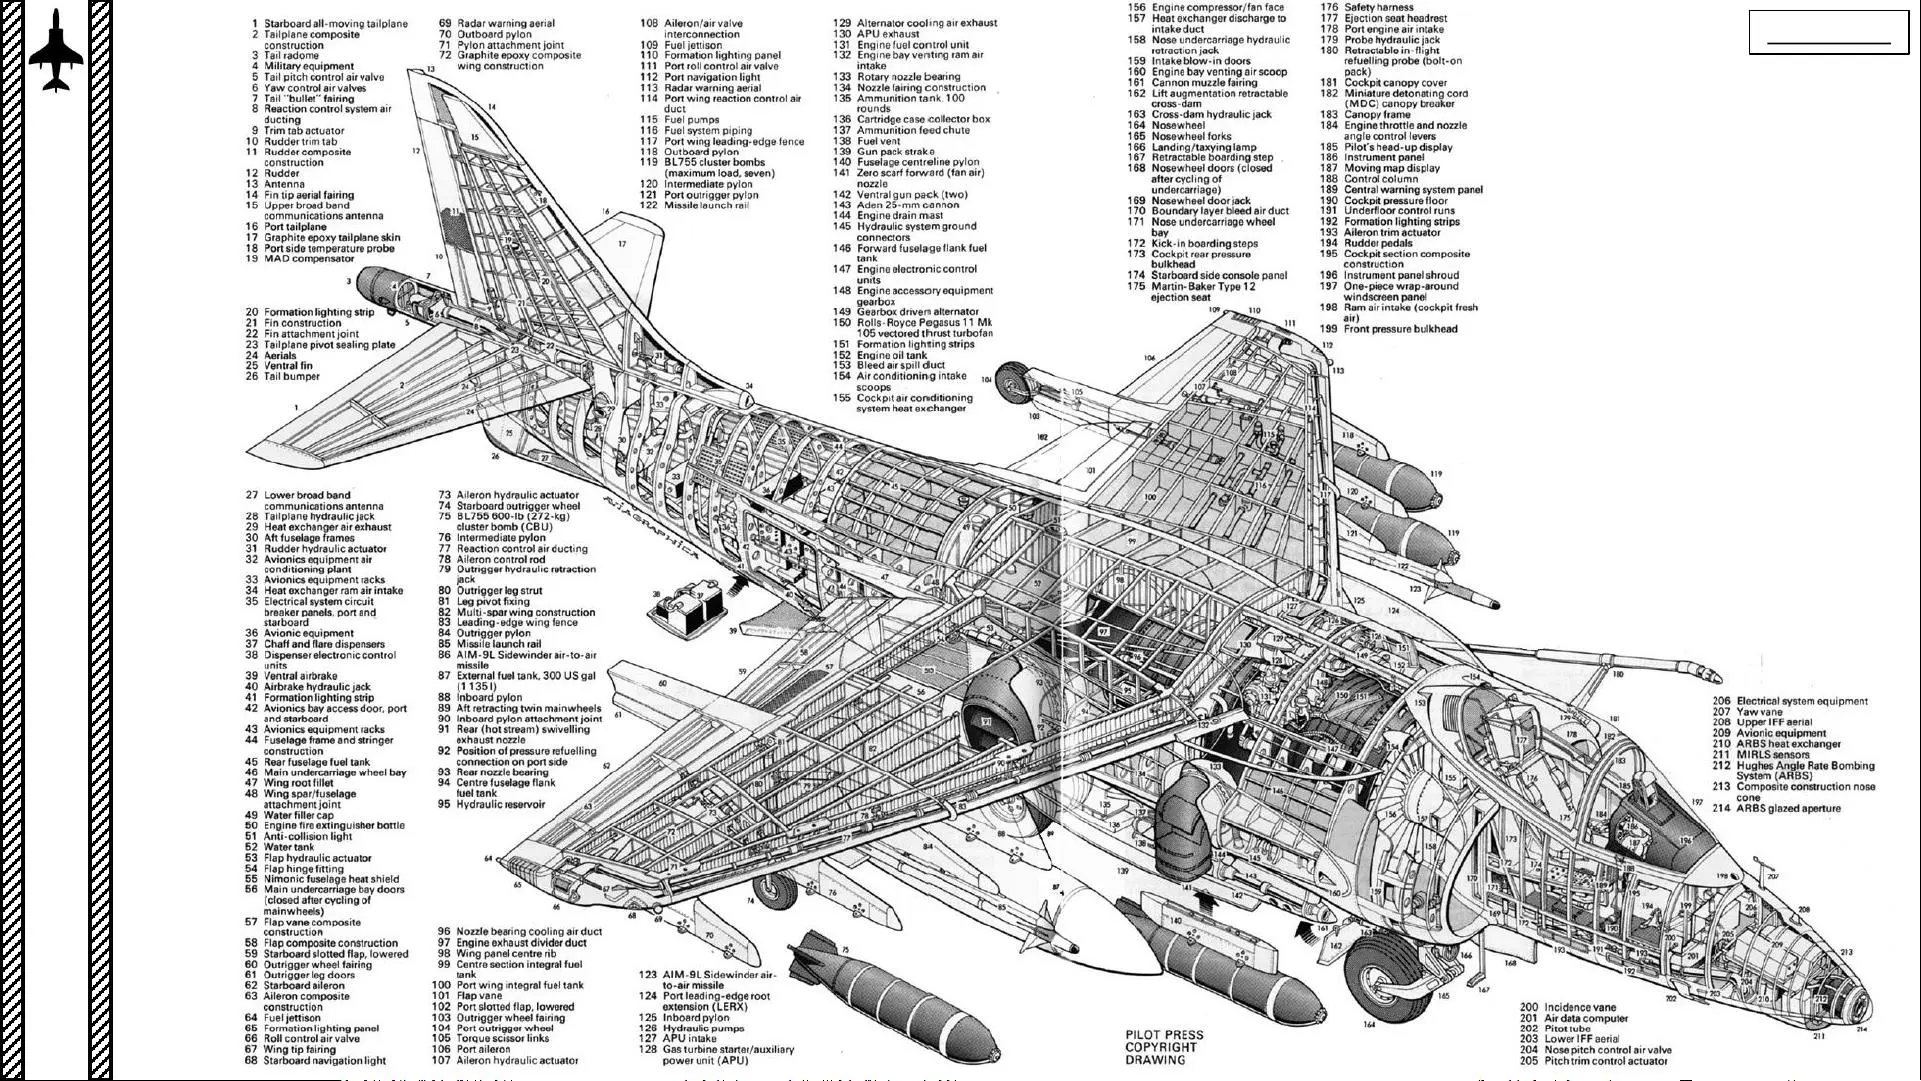 1 Starboard all-moving tailplane
2 Tailplane composite
construction
3 Tail radome
4 Military equipment
5 Tail pitch control air valve
6 Yaw control air valves
7 Tail "bullet" fairing
8 Reaction control system air
ducting
9 Trim tab actuator
10 Rudder trim tab
11 Rudder composite
construction
12 Rudder
13 Antenna
14 Fin tip aerial fairing
15 Upper broad band
communications antenna
16 Port tailplane
17 Graphite epoxy tailplane skin
18 Port side temperature probe
19 MAD compensator
20 Formation lighting strip
21 Fin construction
22 Fin attachment joint
23 Tailplane pivot sealing plate
24 Aerials
25 Ventral fin
26 Tail bumper
27 Lower broad band
communications antenna
28 Tailplane hydraulic jack
29 Heat exchanger air exhaust
30 Aft fuselage frames
31 Rudder hydraulic actuator
32 Avionics equipment air
conditioning plant
33 Avionics equipment racks
34 Heat exchanger ram air intake
35 Electrical system circuit
breaker panels, port and
starboard
36 Avionic equipment
37 Chaff and flare dispensers
38 Dispenser electronic control
units
39 Ventral airbrake
40 Airbrake hydraulic jack
41 Formation lighting strip
42 Avionics bay access door, port
and starboard
43 Avionics equipment racks
44 Fuselage frame and stringer
construction
45 Rear fuselage fuel tank
46 Main undercarriage wheel bay
47 Wing root fillet
48 Wing spar/fuselage
attachment joint
49 Water filler cap
50 Engine fire extinguisher bottle
51 Anti-collision light
52 Water tank
53 Flap hydraulic actuator
54 Flap hinge fitting
55 Nimonic fuselage heat shield
56 Main undercarriage bay doors
(closed after cycling of
mainwheels)
57 Flap vane composite
construction
58 Flap composite construction
59 Starboard slotted flap, lowered
60 Outrigger wheel fairing
61 Outrigger leg doors
62 Starboard aileron
63 Aileron composite
construction
64 Fuel jettison
65 Formation lighting panel
66 Roll control air valve
67 Wing tip fairing
68 Starboard navigation light
69 Radar warning aerial
70 Outboard pylon
71 Pylon attachment joint
72 Graphite epoxy composite
wing construction
73 Aileron hydraulic actuator
74 Starboard outrigger wheel
75 BL755 600-lb (272-kg)
cluster bomb (CBU)
76 Intermediate pylon
77 Reaction control air ducting
78 Aileron control rod
79 Outrigger hydraulic retraction
jack
80 Outrigger leg strut
81 Leg pivot fixing
82 Multi-spar wing construction
83 Leading-edge wing fence
84 Outrigger pylon
85 Missile launch rail
86 AIM-9L Sidewinder air-to-air
missile
87 External fuel tank, 300 US gal
(1 135 l)
88 Inboard pylon
89 Aft retracting twin mainwheels
90 Inboard pylon attachment joint
91 Rear (hot stream) swivelling
exhaust nozzle
92 Position of pressure refuelling
connection on port side
93 Rear nozzle bearing
94 Centre fuselage flank
fuel tank
95 Hydraulic reservoir
96 Nozzle bearing cooling air duct
97 Engine exhaust divider duct
98 Wing panel centre rib
99 Centre section integral fuel
tank
100 Port wing integral fuel tank
101 Flap vane
102 Port slotted flap, lowered
103 Outrigger wheel fairing
104 Port outrigger wheel
105 Torque scissor links
106 Port aileron
107 Aileron hydraulic actuator
108 Aileron/air valve
interconnection
109 Fuel jettison
110 Formation lighting panel
111 Port roll control air valve
112 Port navigation light
113 Radar warning aerial
114 Port wing reaction control air
duct
115 Fuel pumps
116 Fuel system piping
117 Port wing leading-edge fence
118 Outboard pylon
119 BL755 cluster bombs
(maximum load, seven)
120 Intermediate pylon
121 Port outrigger pylon
122 Missile launch rail
123 AIM-9L Sidewinder air-
to-air missile
124 Port leading-edge root
extension (LERX)
125 Inboard pylon
126 Hydraulic pumps
127 APU intake
128 Gas turbine starter/auxiliary
power unit (APU)
129 Alternator cooling air exhaust
130 APU exhaust
131 Engine fuel control unit
132 Engine bay venting ram air
intake
133 Rotary nozzle bearing
134 Nozzle fairing construction
135 Ammunition tank, 100
rounds
136 Cartridge case collector box
137 Ammunition feed chute
138 Fuel vent
139 Gun pack strake
140 Fuselage centreline pylon
141 Zero scarf forward (fan air)
nozzle
142 Ventral gun pack (two)
143 Aden 25-mm cannon
144 Engine drain mast
145 Hydraulic system ground
connectors
146 Forward fuselage flank fuel
tank
147 Engine electronic control
units
148 Engine accessory equipment
gearbox
149 Gearbox driven alternator
150 Rolls-Royce Pegasus 11 Mk
105 vectored thrust turbofan
151 Formation lighting strips
152 Engine oil tank
153 Bleed air spill duct
154 Air conditioning intake
scoops
155 Cockpit air conditioning
system heat exchanger
156 Engine compressor/fan face
157 Heat exchanger discharge to
intake duct
158 Nose undercarriage hydraulic
retraction jack
159 Intake blow-in doors
160 Engine bay venting air scoop
161 Cannon muzzle fairing
162 Lift augmentation retractable
cross-dam
163 Cross-dam hydraulic jack
164 Nosewheel
165 Nosewheel forks
166 Landing/taxying lamp
167 Retractable boarding step
168 Nosewheel doors (closed
after cycling of
undercarriage)
169 Nosewheel door jack
170 Boundary layer bleed air duct
171 Nose undercarriage wheel
bay
172 Kick-in boarding steps
173 Cockpit rear pressure
bulkhead
174 Starboard side console panel
175 Martin-Baker Type 12
ejection seat
176 Safety harness
177 Ejection seat headrest
178 Port engine air intake
179 Probe hydraulic jack
180 Retractable in-flight
refuelling probe (bolt-on
pack)
181 Cockpit canopy cover
182 Miniature detonating cord
(MDC) canopy breaker
183 Canopy frame
184 Engine throttle and nozzle
angle control levers
185 Pilot's head-up display
186 Instrument panel
187 Moving map display
188 Control column
189 Central warning system panel
190 Cockpit pressure floor
191 Underfloor control runs
192 Formation lighting strips
193 Aileron trim actuator
194 Rudder pedals
195 Cockpit section composite
construction
196 Instrument panel shroud
197 One-piece wrap-around
windscreen panel
198 Ram air intake (cockpit fresh
air)
199 Front pressure bulkhead
200 Incidence vane
201 Air data computer
202 Pitot tube
203 Lower IFF aerial
204 Nose pitch control air valve
205 Pitch trim control actuator
206 Electrical system equipment
207 Yaw vane
208 Upper IFF aerial
209 Avionic equipment
210 ARBS heat exchanger
211 MIRLS sensors
212 Hughes Angle Rate Bombing
System (ARBS)
213 Composite construction nose
cone
214 ARBS glazed aperture
PILOT PRESS
COPYRIGHT
DRAWING